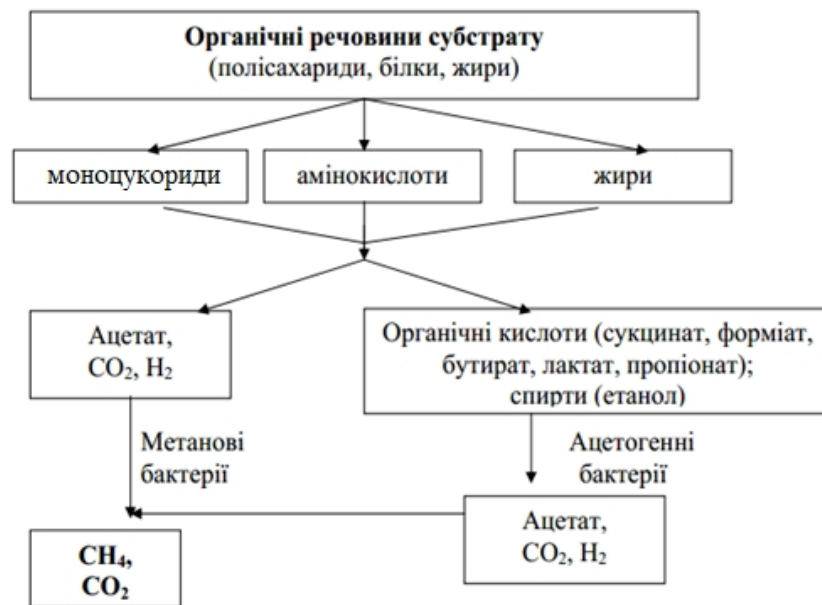 Органічні речовини субстрату
(полісахариди, білки, жири)
моноцукориди
амінокислоти
жири
Ацетат,
CO₂, H₂
Органічні кислоти (сукцинат, форміат,
бутират, лактат, пропіонат);
спирти (етанол)
Метанові
бактерії
Ацетогенні
бактерії
Ацетат,
CO₂, H₂
CH₄,
CO₂